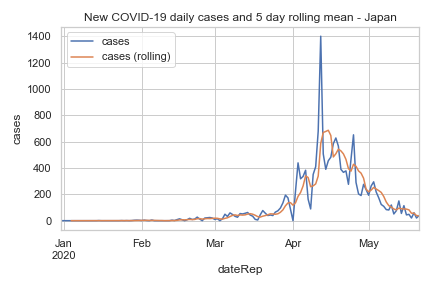 New COVID-19 daily cases and 5 day rolling mean - Japan
cases
cases (rolling)
1400
1200
1000
800
600
400
200
0
cases
Jan
2020
Feb
Mar
Apr
May
dateRep